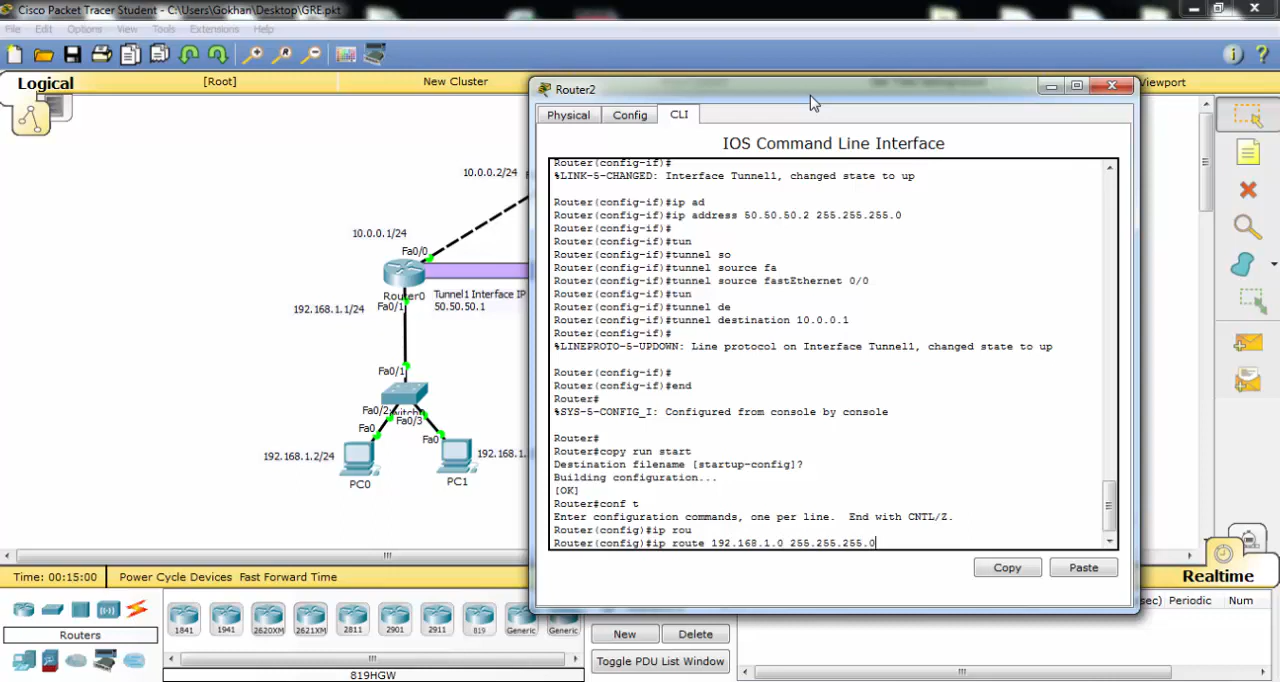 Cisco Packet Tracer Student - C:\Users\Gokhan\Desktop\GRE.pkt
File Edit Options View Tools Extensions Help
Logical
[Root]
New Cluster
Viewport
10.0.0.2/24
10.0.0.1/24
Fa0/0
Router0
Tunnel1 Interface IP
50.50.50.1
192.168.1.1/24
Fa0/1
Fa0/1
Fa0/2
Fa0/3
Fa0
Fa0
192.168.1.2/24
192.168.1.
PC0
PC1
Router2
Physical Config CLI
IOS Command Line Interface
Router(config-if)#
%LINK-5-CHANGED: Interface Tunnel1, changed state to up
Router(config-if)#ip ad
Router(config-if)#ip address 50.50.50.2 255.255.255.0
Router(config-if)#
Router(config-if)#tun
Router(config-if)#tunnel so
Router(config-if)#tunnel source fa
Router(config-if)#tunnel source fastEthernet 0/0
Router(config-if)#tun
Router(config-if)#tunnel de
Router(config-if)#tunnel destination 10.0.0.1
Router(config-if)#
%LINEPROTO-5-UPDOWN: Line protocol on Interface Tunnel1, changed state to up
Router(config-if)#
Router(config-if)#end
Router#
%SYS-5-CONFIG_I: Configured from console by console
Router#
Router#copy run start
Destination filename [startup-config]?
Building configuration...
[OK]
Router#conf t
Enter configuration commands, one per line. End with CNTL/Z.
Router(config)#ip rou
Router(config)#ip route 192.168.1.0 255.255.255.0
Copy Paste
Time: 00:15:00 Power Cycle Devices Fast Forward Time
Realtime
Routers
1841 1941 2620XM 2621XM 2811 2901 2911 819 Generic Generic
819HGW
New Delete
Toggle PDU List Window
sec) Periodic Num